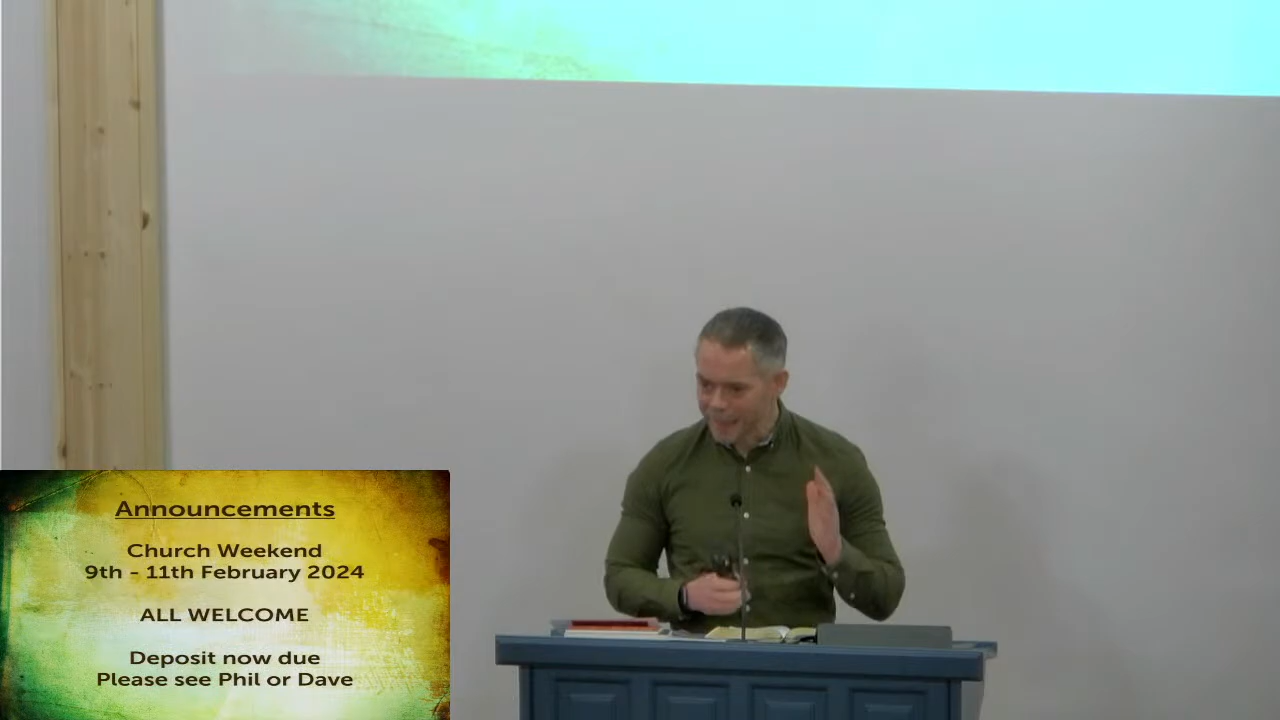 Announcements
Church Weekend
9th - 11th February 2024
ALL WELCOME
Deposit now due
Please see Phil or Dave